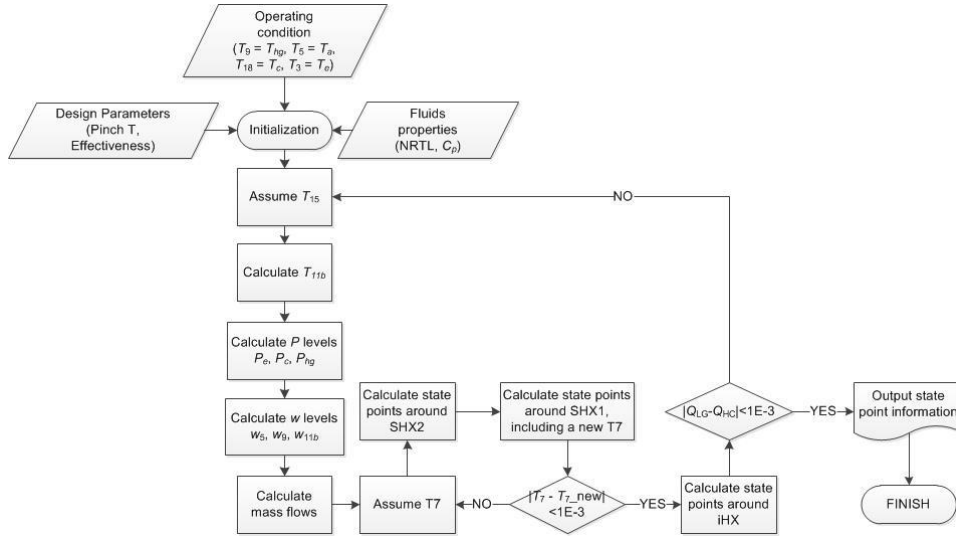 Operating
condition
(T9 = Thg, T5 = Ta,
T18 = Tc, T3 = Te)
Design Parameters
(Pinch T,
Effectiveness)
Initialization
Fluids
properties
(NRTL, Cp)
Assume T15
NO
Calculate T11b
Calculate P levels
Pe, Pc, Phg
Calculate w levels
w5, w9, w11b
Calculate
mass flows
Assume T7
Calculate state
points around
SHX2
Calculate state points
around SHX1,
including a new T7
|T7 - T7_new|
<1E-3
NO
YES
Calculate state
points around
iHX
|QLG-QHC|<1E-3
YES
Output state
point information
FINISH